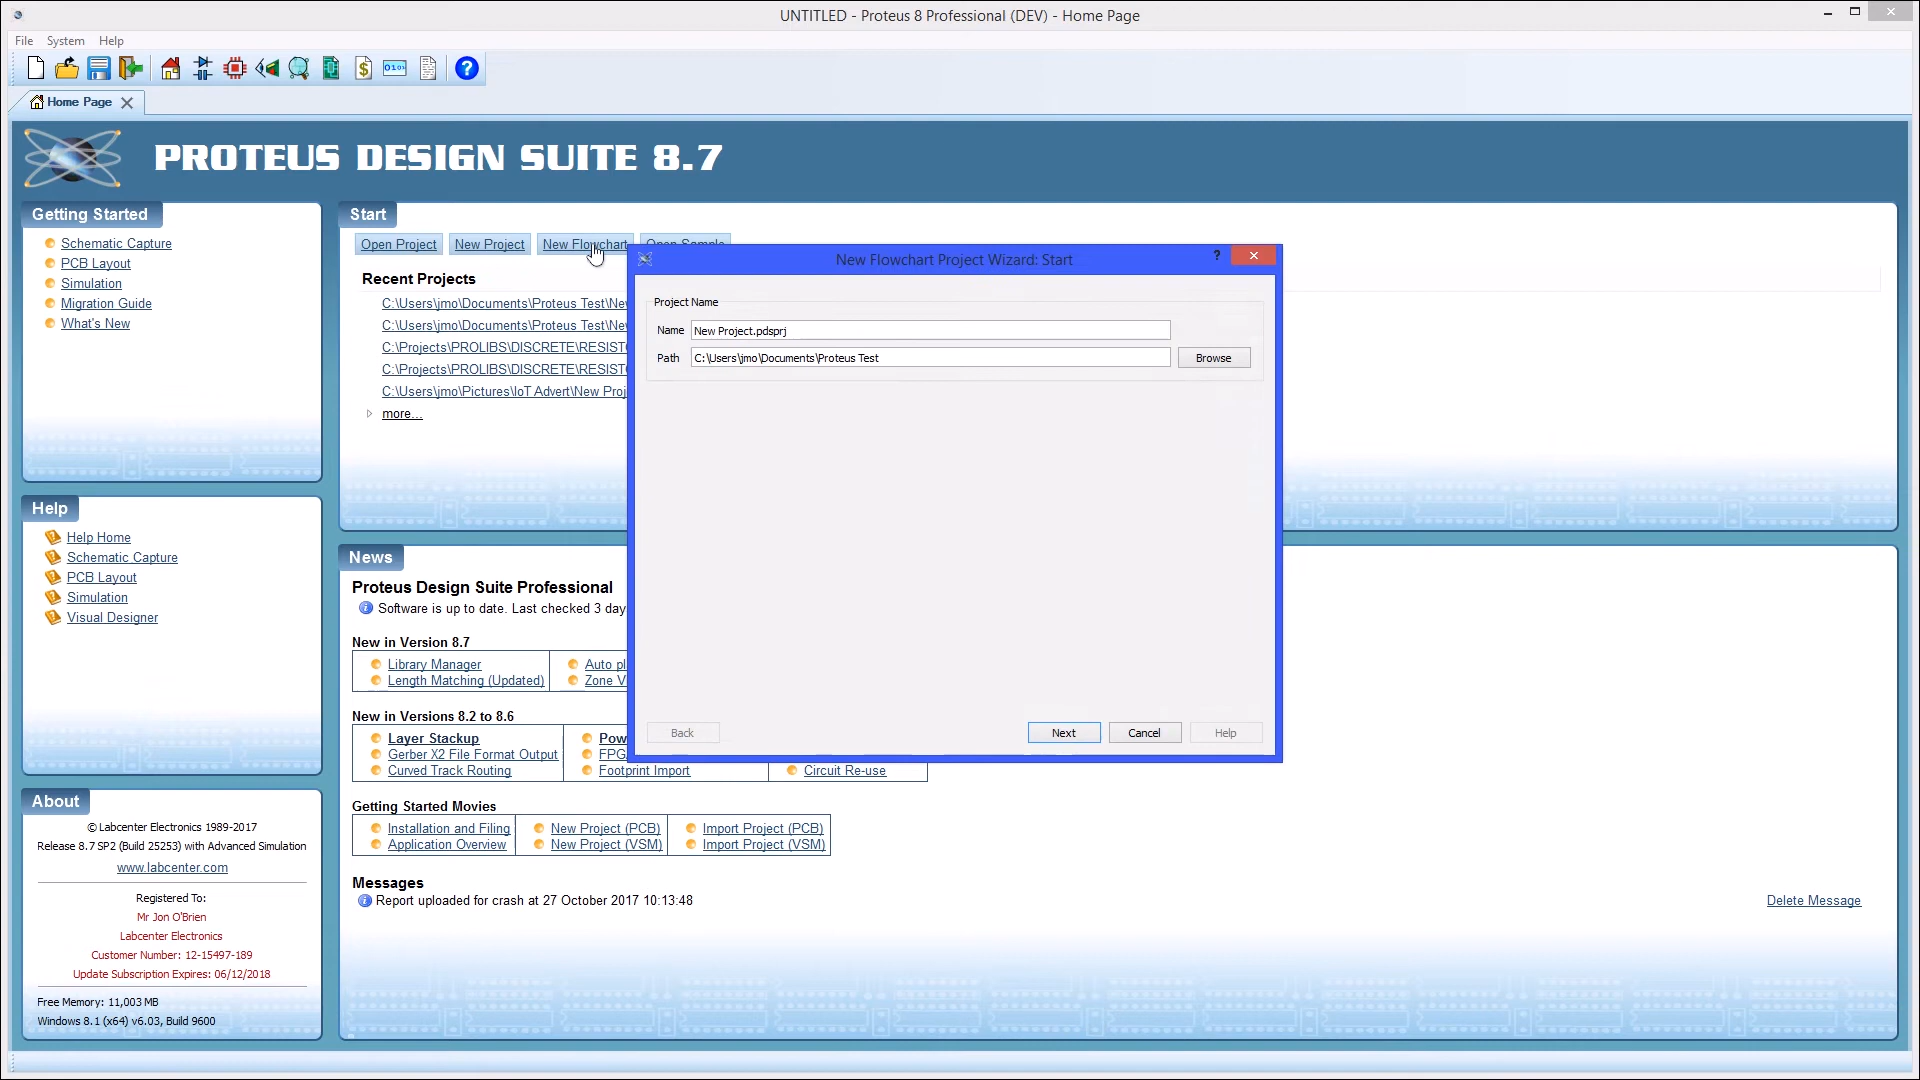 UNTITLED - Proteus 8 Professional (DEV) - Home Page
File System Help
Home Page
PROTEUS DESIGN SUITE 8.7
Getting Started
Schematic Capture
PCB Layout
Simulation
Migration Guide
What's New
Start
Open Project New Project New Flowchart Open Sample
Recent Projects
C:\Users\jmo\Documents\Proteus Test\New
C:\Users\jmo\Documents\Proteus Test\New
C:\Projects\PROLIBS\DISCRETE\RESISTO
C:\Projects\PROLIBS\DISCRETE\RESISTO
C:\Users\jmo\Pictures\IoT Advert\New Proj
more...
New Flowchart Project Wizard: Start
Project Name
Name New Project.pdsprj
Path C:\Users\jmo\Documents\Proteus Test Browse
Back Next Cancel Help
Help
Help Home
Schematic Capture
PCB Layout
Simulation
Visual Designer
News
Proteus Design Suite Professional
Software is up to date. Last checked 3 day
New in Version 8.7
Library Manager Auto pl
Length Matching (Updated) Zone V
New in Versions 8.2 to 8.6
Layer Stackup Pow
Gerber X2 File Format Output FPG
Curved Track Routing Footprint Import Circuit Re-use
Getting Started Movies
Installation and Filing New Project (PCB) Import Project (PCB)
Application Overview New Project (VSM) Import Project (VSM)
Messages
Report uploaded for crash at 27 October 2017 10:13:48 Delete Message
About
© Labcenter Electronics 1989-2017
Release 8.7 SP2 (Build 25253) with Advanced Simulation
www.labcenter.com
Registered To:
Mr Jon O'Brien
Labcenter Electronics
Customer Number: 12-15497-189
Update Subscription Expires: 06/12/2018
Free Memory: 11,003 MB
Windows 8.1 (x64) v6.03, Build 9600